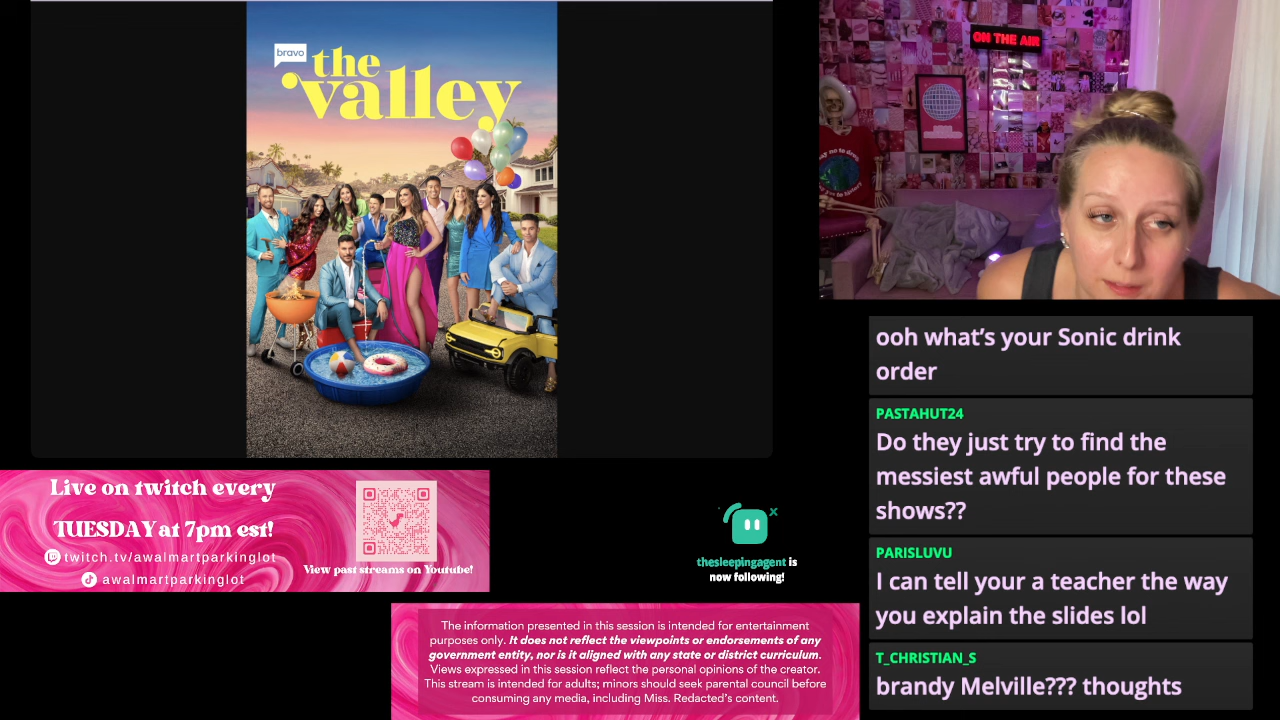 bravo
the
valley
ON THE AIR
ooh what’s your Sonic drink
order
PASTAHUT24
Do they just try to find the
messiest awful people for these
shows??
PARISLUVU
I can tell your a teacher the way
you explain the slides lol
T_CHRISTIAN_S
brandy Melville??? thoughts
Live on twitch every
TUESDAY at 7pm est!
twitch.tv/awalmartparkinglot
awalmartparkinglot
View past streams on Youtube!
thesleepingagent is
now following!
The information presented in this session is intended for entertainment
purposes only. It does not reflect the viewpoints or endorsements of any
government entity, nor is it aligned with any state or district curriculum.
Views expressed in this session reflect the personal opinions of the creator.
This stream is intended for adults; minors should seek parental council before
consuming any media, including Miss. Redacted's content.